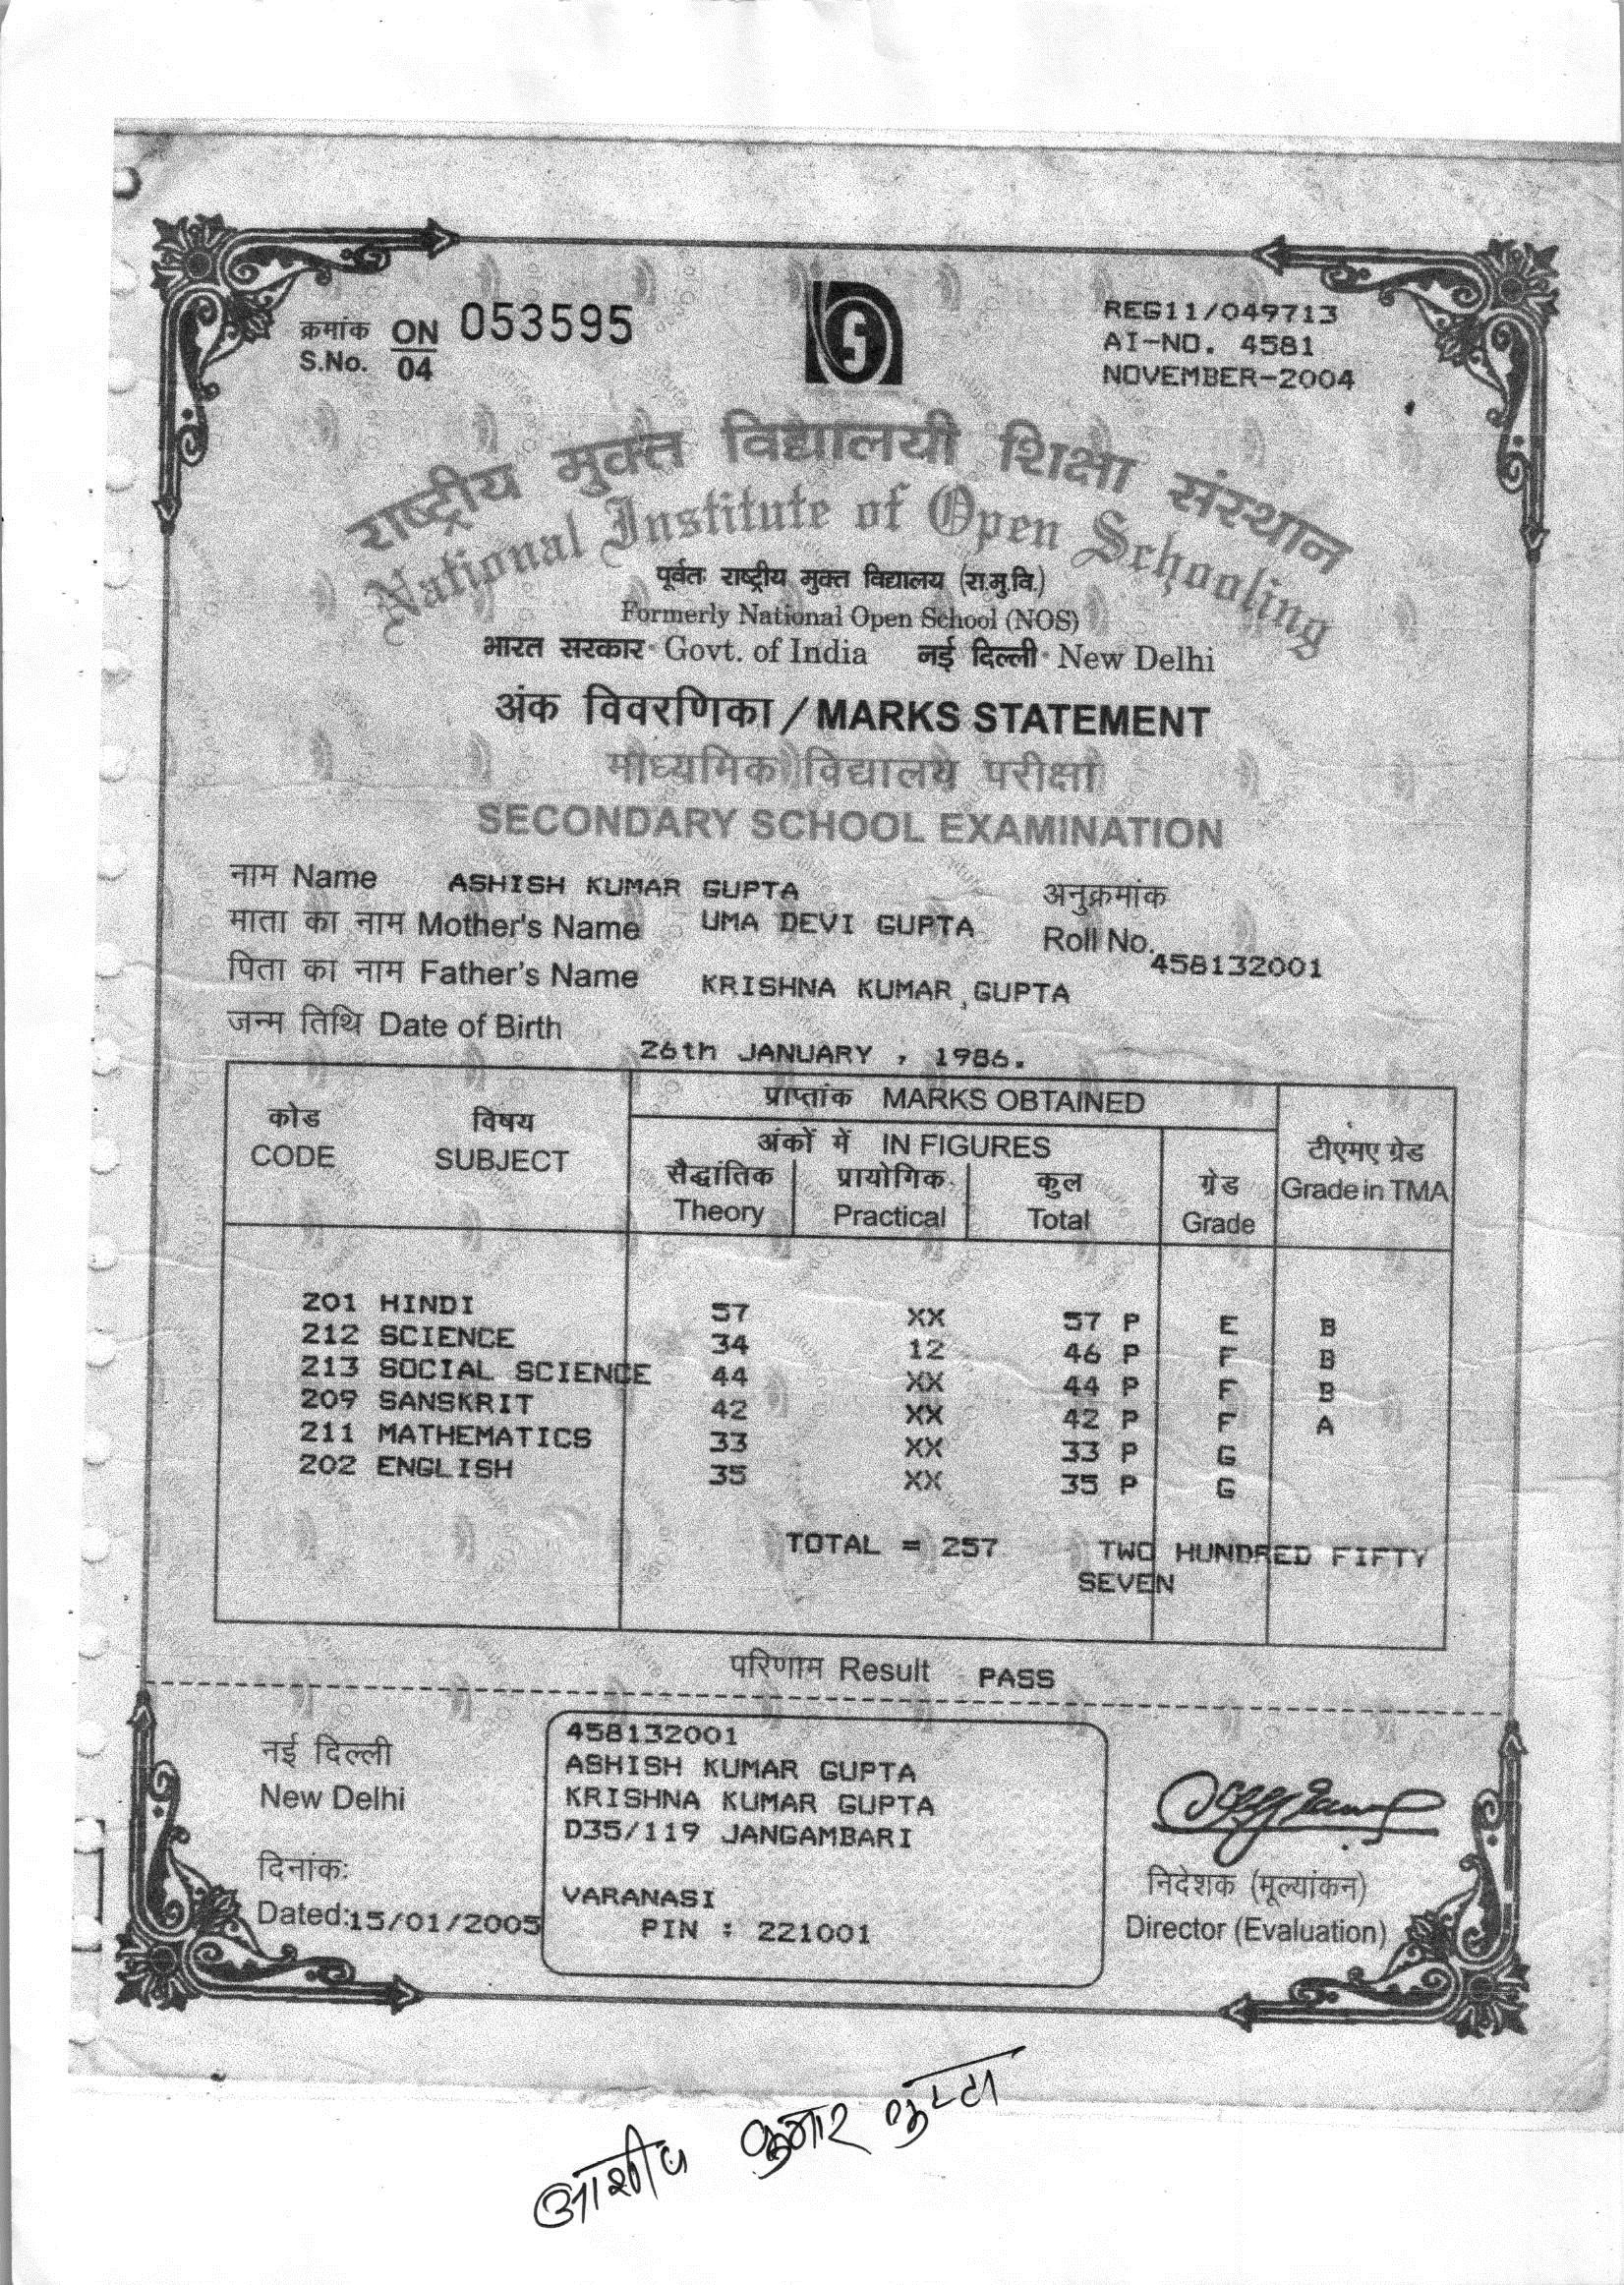 क्रमांक ON 053595
S.No. 04
REG11/049713
AI-NO. 4581
NOVEMBER-2004
राष्ट्रीय मुक्त विद्यालयी शिक्षा संस्थान
National Institute of Open Schooling
पूर्वतः राष्ट्रीय मुक्त विद्यालय (रा.मु.वि.)
Formerly National Open School (NOS)
भारत सरकार Govt. of India नई दिल्ली New Delhi
अंक विवरणिका / MARKS STATEMENT
माध्यमिक विद्यालय परीक्षा
SECONDARY SCHOOL EXAMINATION
नाम Name ASHISH KUMAR GUPTA अनुक्रमांक
माता का नाम Mother's Name UMA DEVI GUPTA Roll No. 458132001
पिता का नाम Father's Name KRISHNA KUMAR GUPTA
जन्म तिथि Date of Birth 26th JANUARY , 1986.
प्राप्तांक MARKS OBTAINED
कोड विषय अंकों में IN FIGURES टीएमए ग्रेड
CODE SUBJECT सैद्धांतिक प्रायोगिक कुल ग्रेड Grade in TMA
Theory Practical Total Grade
201 HINDI 57 XX 57 P E B
212 SCIENCE 34 12 46 P F B
213 SOCIAL SCIENCE 44 XX 44 P F B
209 SANSKRIT 42 XX 42 P F A
211 MATHEMATICS 33 XX 33 P G
202 ENGLISH 35 XX 35 P G
TOTAL = 257 TWO HUNDRED FIFTY
SEVEN
परिणाम Result PASS
नई दिल्ली
New Delhi
दिनांक:
Dated: 15/01/2005
458132001
ASHISH KUMAR GUPTA
KRISHNA KUMAR GUPTA
D35/119 JANGAMBARI
VARANASI
PIN : 221001
निदेशक (मूल्यांकन)
Director (Evaluation)
आशीष कुमार गुप्ता